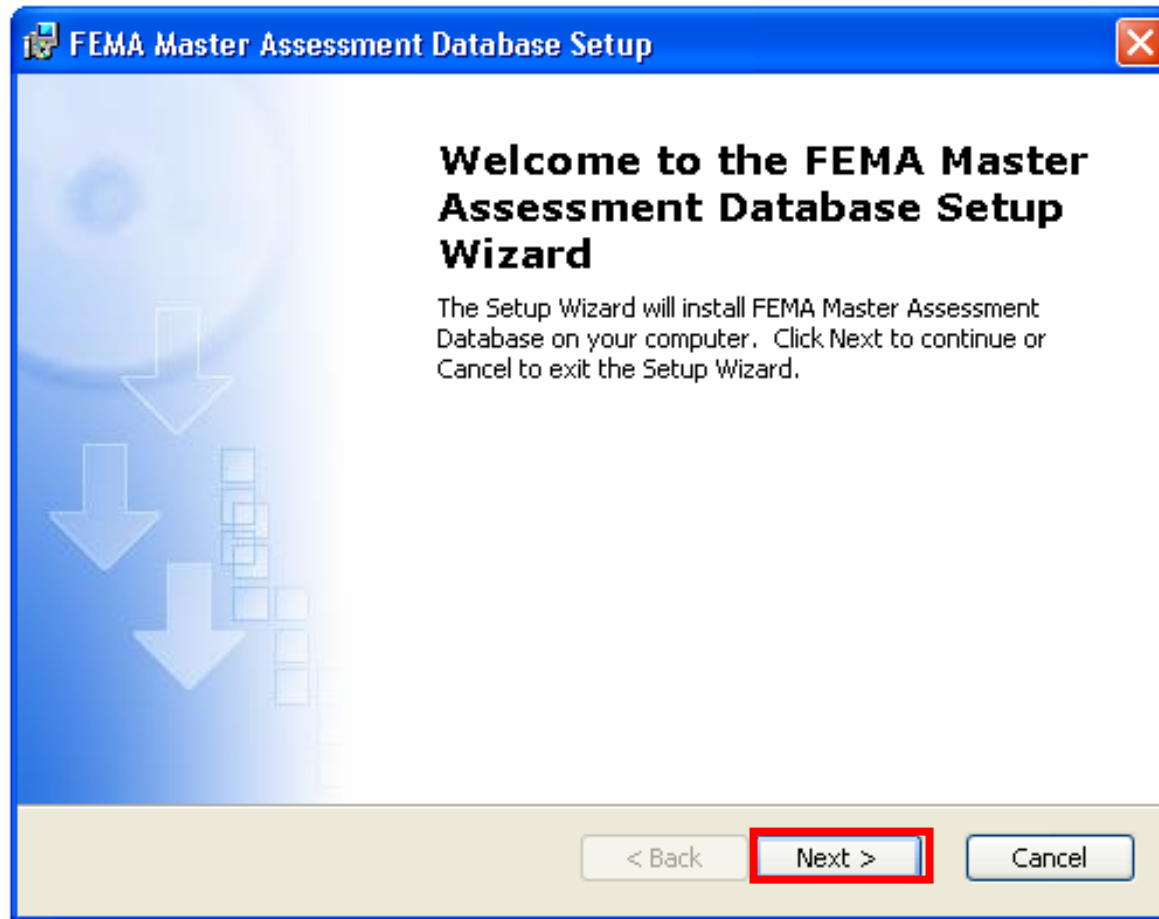 FEMA Master Assessment Database Setup
Welcome to the FEMA Master
Assessment Database Setup
Wizard
The Setup Wizard will install FEMA Master Assessment
Database on your computer.  Click Next to continue or
Cancel to exit the Setup Wizard.
< Back
Next >
Cancel